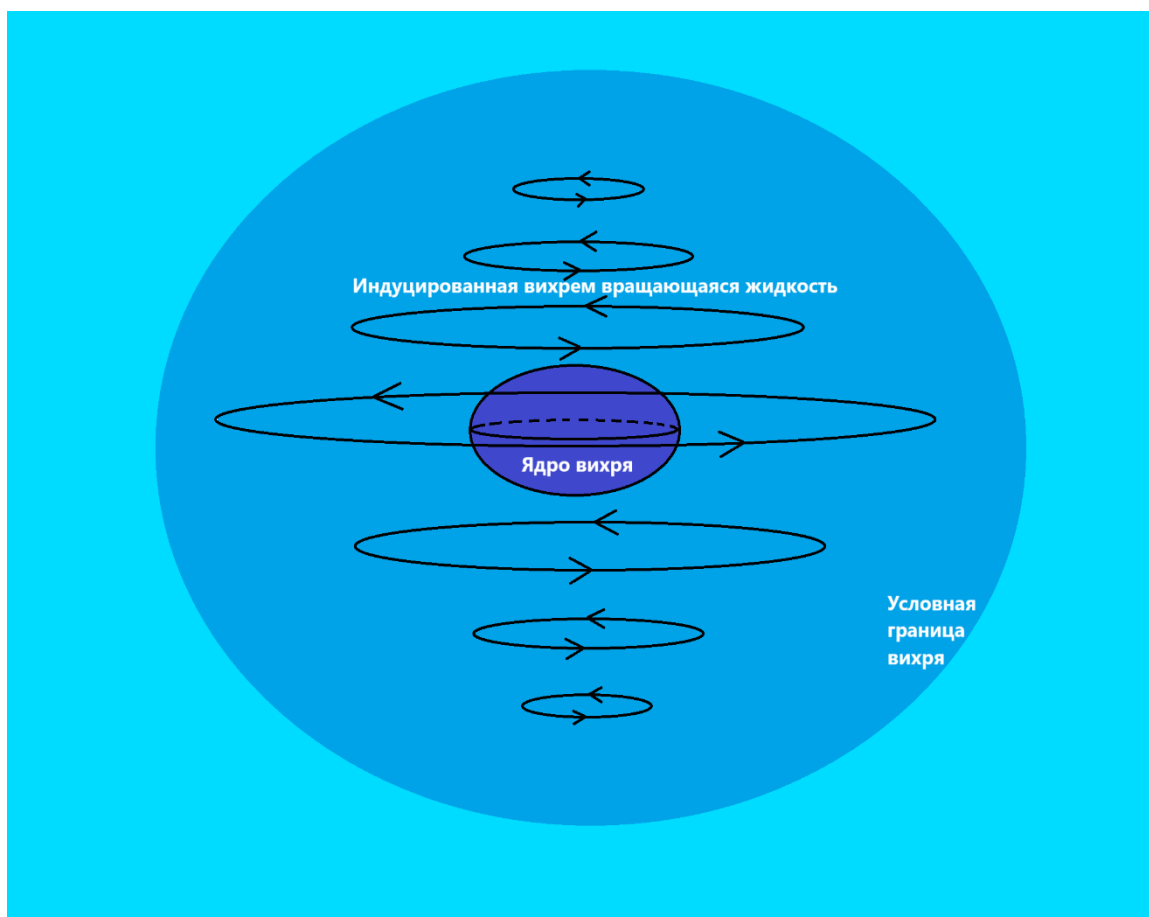 Индуцированная вихрем вращающаяся жидкость
Ядро вихря
Условная
граница
вихря